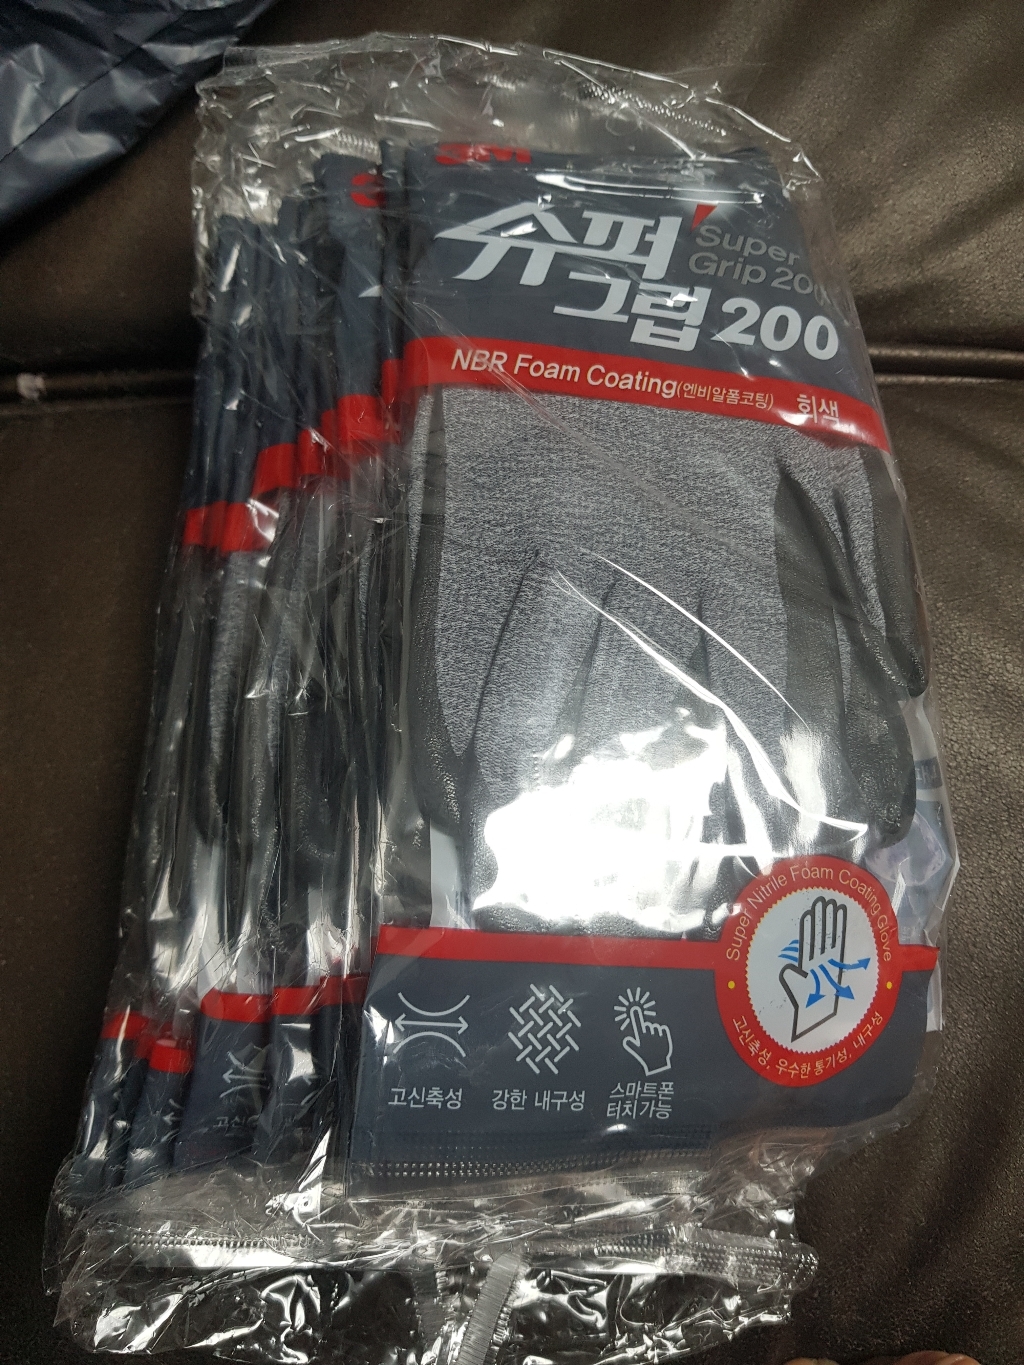 3M
슈퍼
그립 200
Super
Grip 200
NBR Foam Coating(엔비알폼코팅) 회색
Super Nitrile Foam Coating Glove
고신축성, 우수한 통기성, 내구성
고신축성
강한 내구성
스마트폰
터치가능